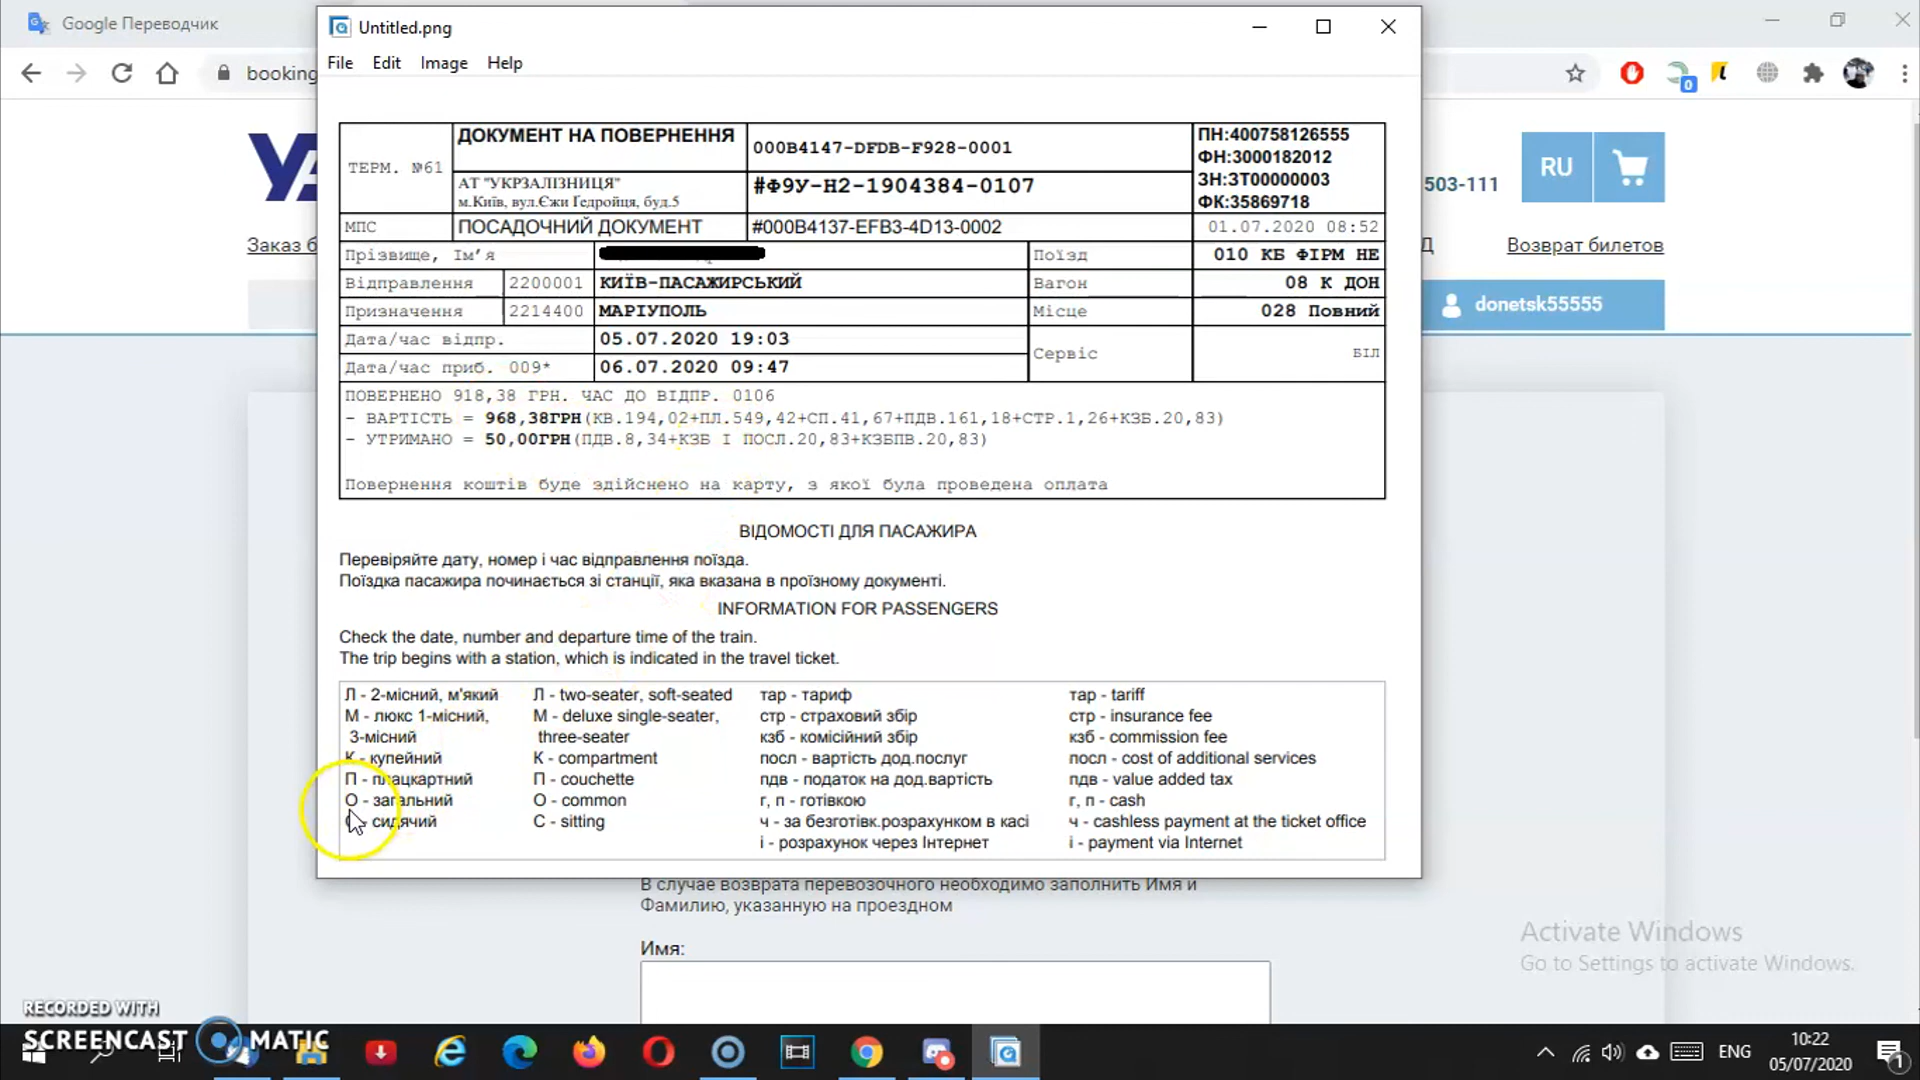 Google Переводчик
Untitled.png
File Edit Image Help
booking
0
ТЕРМ. №61
ДОКУМЕНТ НА ПОВЕРНЕННЯ
000B4147-DFDB-F928-0001
ПН:400758126555
ФН:3000182012
ЗН:ЗТ00000003
ФК:35869718
АТ "УКРЗАЛІЗНИЦЯ"
м.Київ, вул.Єжи Ґедройця, буд.5
#Ф9У-Н2-1904384-0107
МПС ПОСАДОЧНИЙ ДОКУМЕНТ #000B4137-EFB3-4D13-0002 01.07.2020 08:52
Прізвище, Ім’я Поїзд 010 КБ ФІРМ НЕ
Відправлення 2200001 КИЇВ-ПАСАЖИРСЬКИЙ Вагон 08 К ДОН
Призначення 2214400 МАРІУПОЛЬ Місце 028 Повний
Дата/час відпр. 05.07.2020 19:03 Сервіс БІЛ
Дата/час приб. 009* 06.07.2020 09:47
ПОВЕРНЕНО 918,38 ГРН. ЧАС ДО ВІДПР. 0106
- ВАРТІСТЬ = 968,38ГРН(КВ.194,02+ПЛ.549,42+СП.41,67+ПДВ.161,18+СТР.1,26+КЗБ.20,83)
- УТРИМАНО = 50,00ГРН(ПДВ.8,34+КЗБ І ПОСЛ.20,83+КЗБПВ.20,83)
Повернення коштів буде здійснено на карту, з якої була проведена оплата
ВІДОМОСТІ ДЛЯ ПАСАЖИРА
Перевіряйте дату, номер і час відправлення поїзда.
Поїздка пасажира починається зі станції, яка вказана в проїзному документі.
INFORMATION FOR PASSENGERS
Check the date, number and departure time of the train.
The trip begins with a station, which is indicated in the travel ticket.
Л - 2-місний, м'який Л - two-seater, soft-seated тар - тариф тар - tariff
М - люкс 1-місний, М - deluxe single-seater, стр - страховий збір стр - insurance fee
3-місний three-seater кзб - комісійний збір кзб - commission fee
К - купейний К - compartment посл - вартість дод.послуг посл - cost of additional services
П - плацкартний П - couchette пдв - податок на дод.вартість пдв - value added tax
О - загальний О - common г, п - готівкою г, п - cash
С - сидячий С - sitting ч - за безготівк.розрахунком в касі ч - cashless payment at the ticket office
і - розрахунок через Інтернет і - payment via Internet
503-111
RU
Заказ б
Возврат билетов
donetsk55555
В случае возврата перевозочного необходимо заполнить Имя и
Фамилию, указанную на проездном
Имя:
Activate Windows
Go to Settings to activate Windows.
RECORDED WITH
SCREENCAST MATIC
ENG
10:22
05/07/2020
1